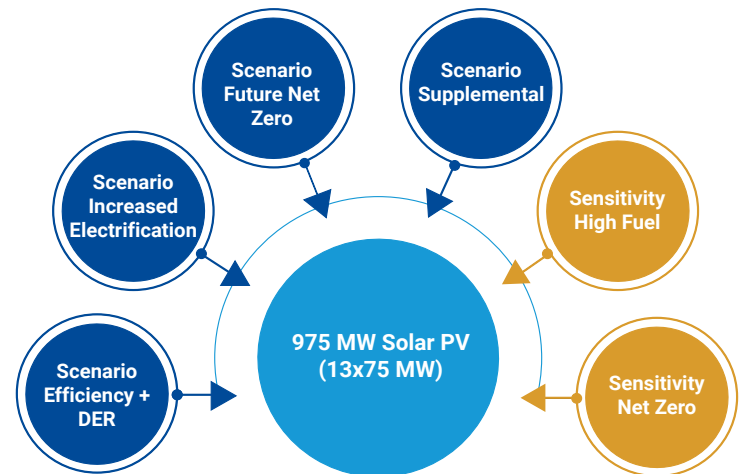 Scenario
Future Net
Zero
Scenario
Supplemental
Scenario
Increased
Electrification
Sensitivity
High Fuel
975 MW Solar PV
(13x75 MW)
Scenario
Efficiency +
DER
Sensitivity
Net Zero